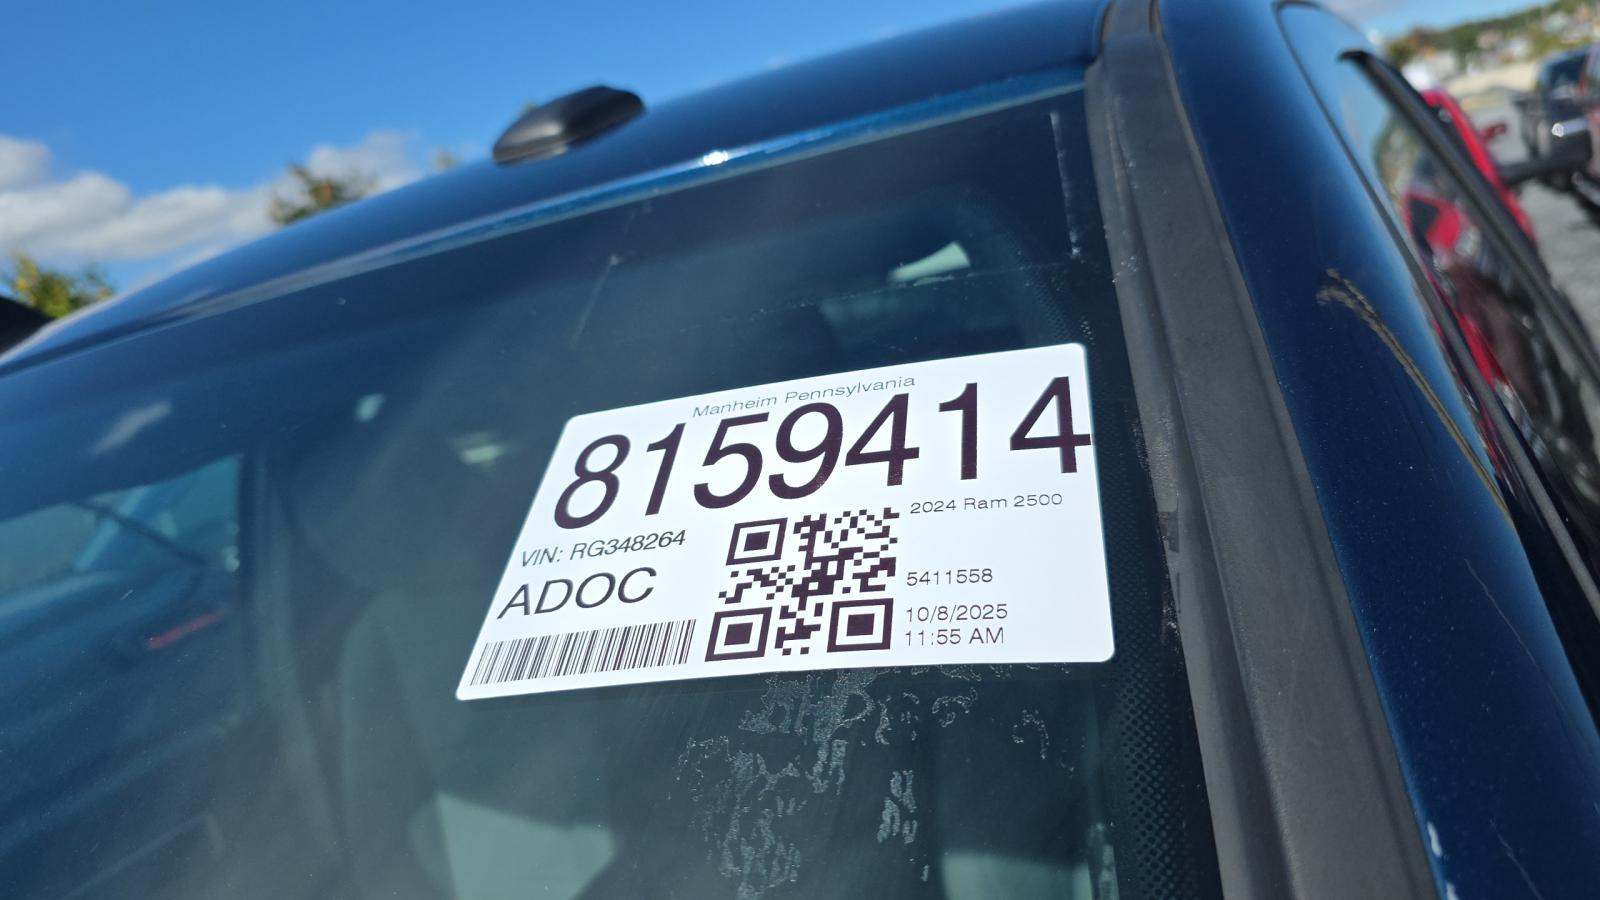 Manheim Pennsylvania
8159414
2024 Ram 2500
VIN: RG348264
ADOC
5411558
10/8/2025
11:55 AM